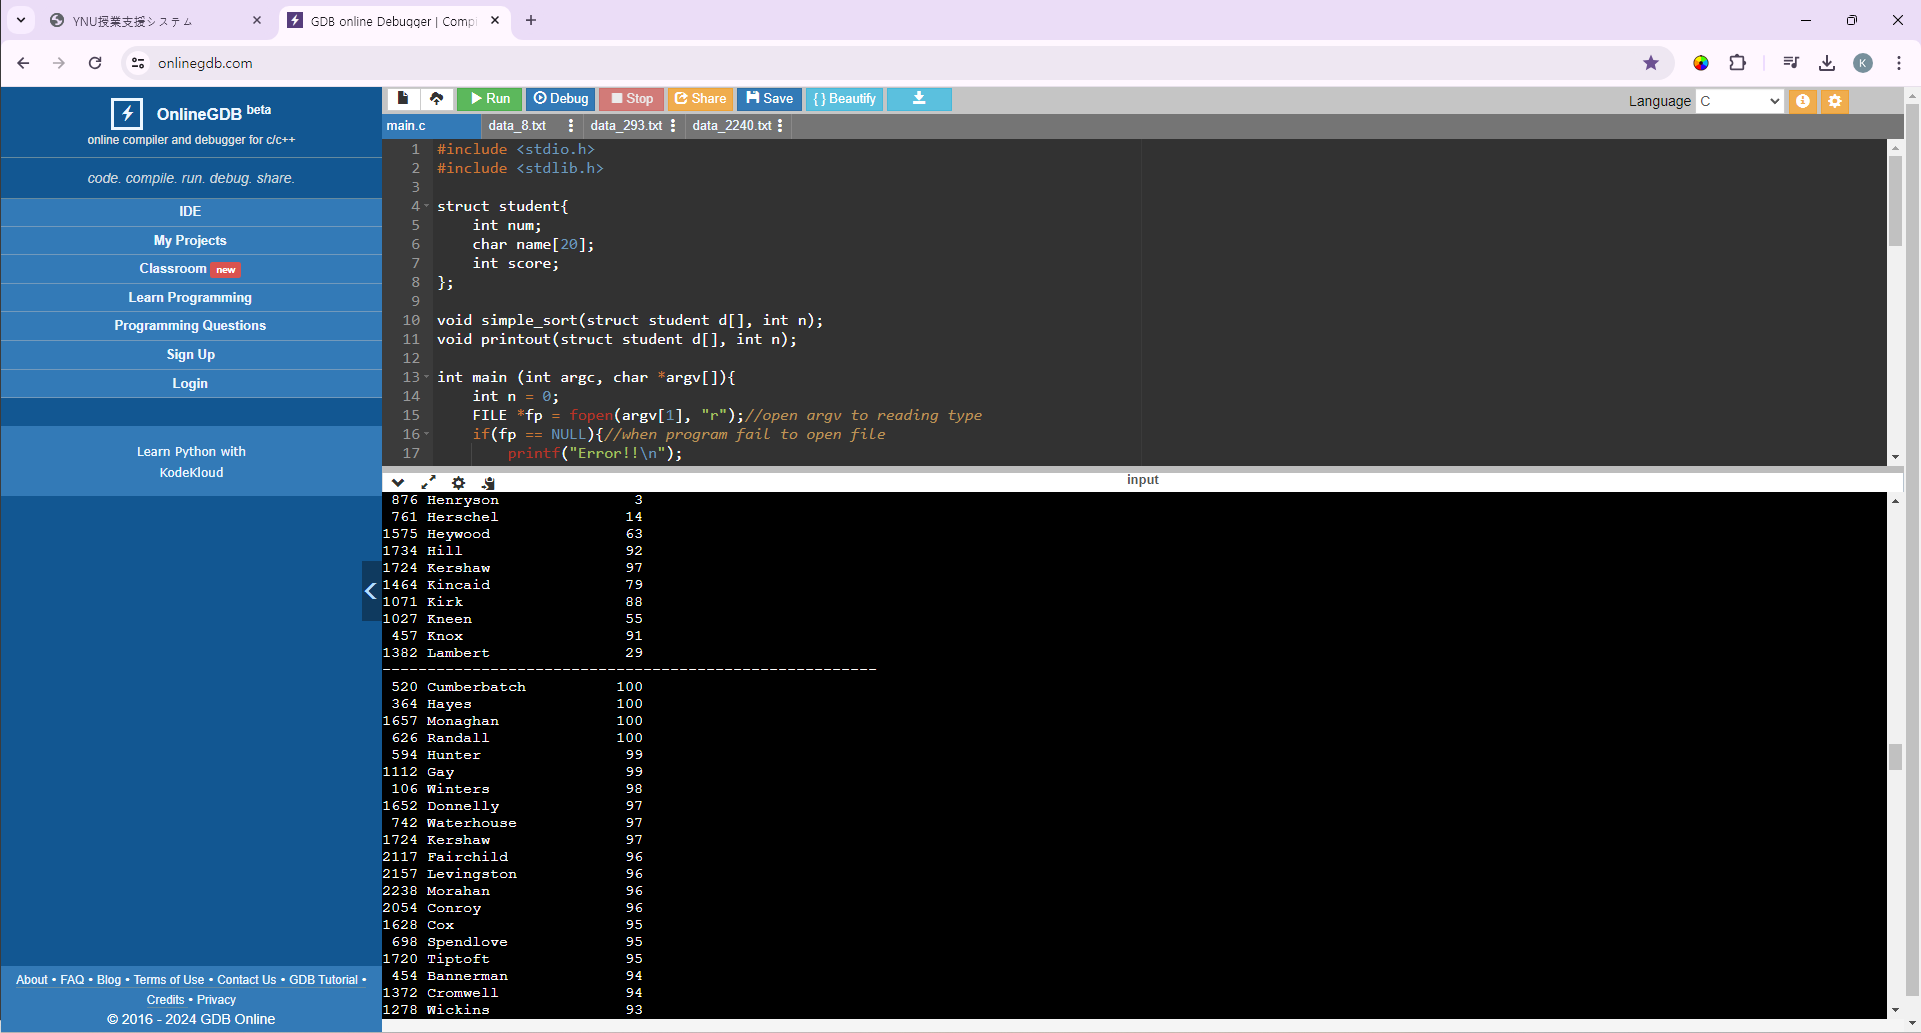 YNU授業支援システム
GDB online Debugger | Compi
onlinegdb.com
K
OnlineGDB beta
online compiler and debugger for c/c++
code. compile. run. debug. share.
IDE
My Projects
Classroom new
Learn Programming
Programming Questions
Sign Up
Login
Learn Python with
KodeKloud
About • FAQ • Blog • Terms of Use • Contact Us • GDB Tutorial •
Credits • Privacy
© 2016 - 2024 GDB Online
Run Debug Stop Share Save { } Beautify
Language C
main.c data_8.txt data_293.txt data_2240.txt
1 #include <stdio.h>
2 #include <stdlib.h>
3
4 struct student{
5 int num;
6 char name[20];
7 int score;
8 };
9
10 void simple_sort(struct student d[], int n);
11 void printout(struct student d[], int n);
12
13 int main (int argc, char *argv[]){
14 int n = 0;
15 FILE *fp = fopen(argv[1], "r");//open argv to reading type
16 if(fp == NULL){//when program fail to open file
17 printf("Error!!\n");
input
876 Henryson 3
761 Herschel 14
1575 Heywood 63
1734 Hill 92
1724 Kershaw 97
1464 Kincaid 79
1071 Kirk 88
1027 Kneen 55
457 Knox 91
1382 Lambert 29
-------------------------------------------------------
520 Cumberbatch 100
364 Hayes 100
1657 Monaghan 100
626 Randall 100
594 Hunter 99
1112 Gay 99
106 Winters 98
1652 Donnelly 97
742 Waterhouse 97
1724 Kershaw 97
2117 Fairchild 96
2157 Levingston 96
2238 Morahan 96
2054 Conroy 96
1628 Cox 95
698 Spendlove 95
1720 Tiptoft 95
454 Bannerman 94
1372 Cromwell 94
1278 Wickins 93